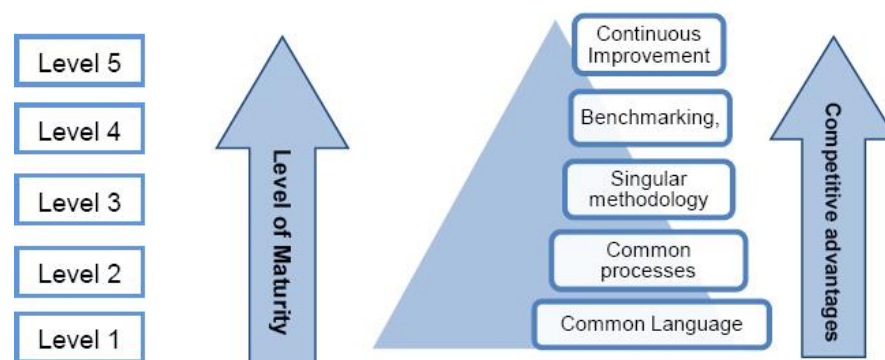 Level 5
Level 4
Level 3
Level 2
Level 1
Level of Maturity
Continuous
Improvement
Benchmarking,
Singular
methodology
Common
processes
Common Language
Competitive advantages